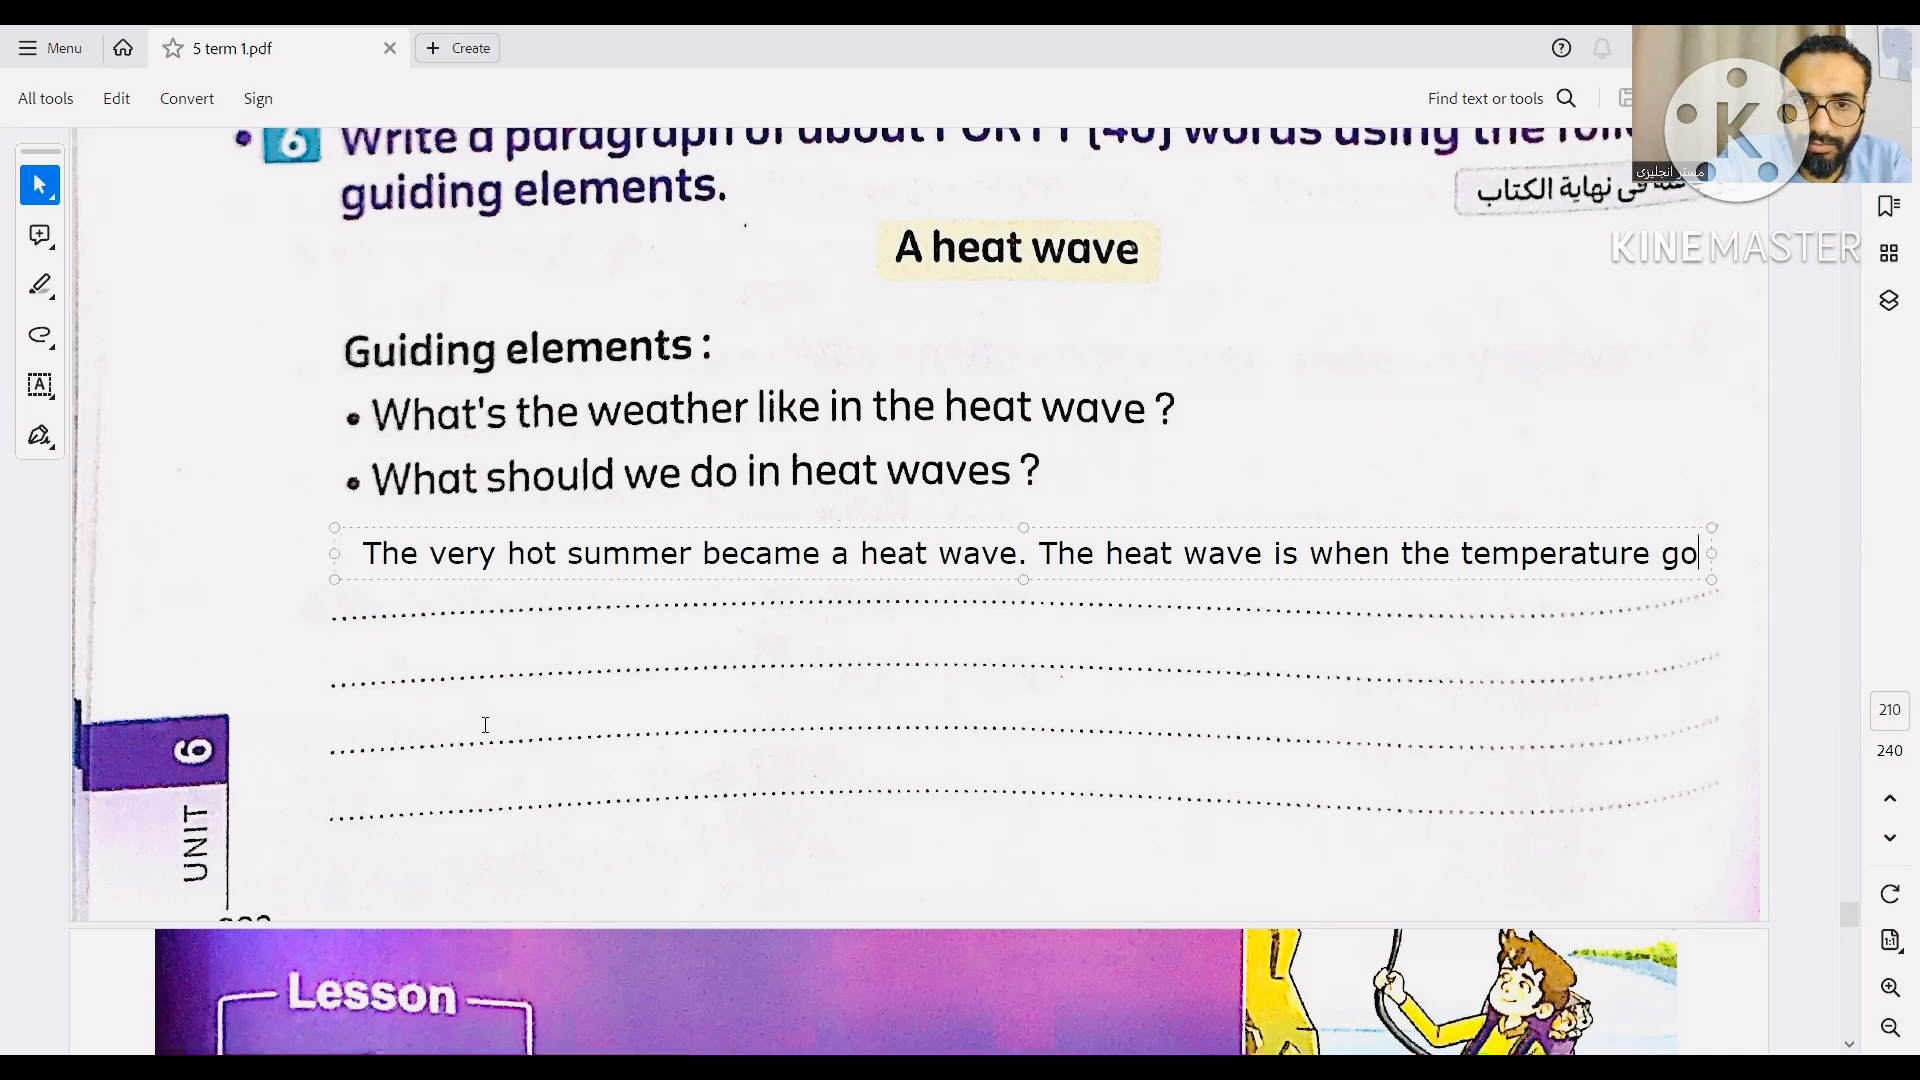 Menu
5 term 1.pdf
Create
All tools
Edit
Convert
Sign
Find text or tools
K
مستر انجليزى
KINEMASTER
6 Write a paragraph of about FORTY (40) words using the
guiding elements.
فى نهاية الكتاب
A heat wave
Guiding elements :
• What's the weather like in the heat wave ?
• What should we do in heat waves ?
The very hot summer became a heat wave. The heat wave is when the temperature go
6
UNIT
210
240
Lesson